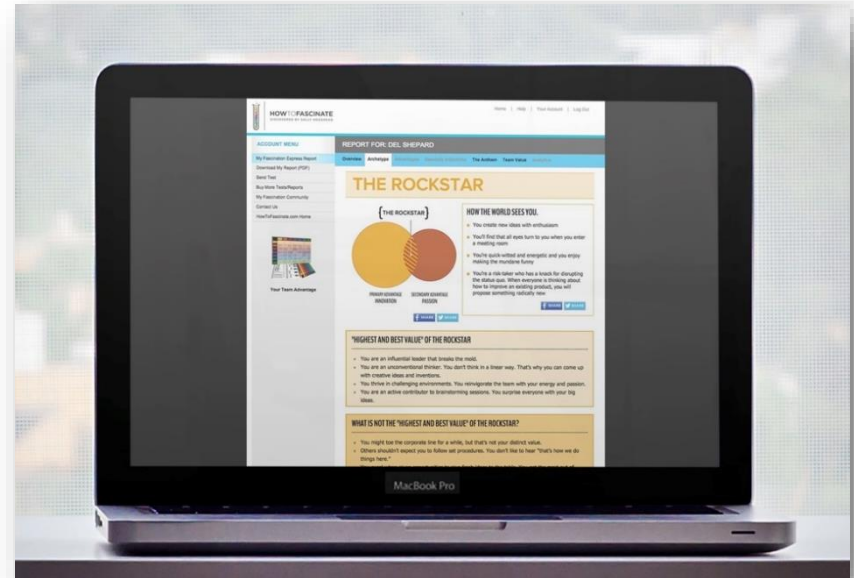 HOWTOFASCINATE
DISCOVERED BY SALLY HOGSHEAD
Home | Help | Your Account | Log Out
ACCOUNT MENU
My Fascination Express Report
Download My Report (PDF)
Send Test
Buy More Tests/Reports
My Fascination Community
Contact Us
HowToFascinate.com Home
Your Team Advantage
REPORT FOR: DEL SHEPARD
Overview Archetype The Anthem Team Value
THE ROCKSTAR
{THE ROCKSTAR}
PRIMARY ADVANTAGE
INNOVATION
SECONDARY ADVANTAGE
PASSION
SHARE SHARE
HOW THE WORLD SEES YOU.
You create new ideas with enthusiasm
You'll find that all eyes turn to you when you enter
a meeting room
You're quick-witted and energetic and you enjoy
making the mundane funny
You're a risk-taker who has a knack for disrupting
the status quo. When everyone is thinking about
how to improve an existing product, you will
propose something radically new
SHARE SHARE
"HIGHEST AND BEST VALUE" OF THE ROCKSTAR
You are an influential leader that breaks the mold.
You are an unconventional thinker. You don't think in a linear way. That's why you can come up
with creative ideas and inventions.
You thrive in challenging environments. You reinvigorate the team with your energy and passion.
You are an active contributor to brainstorming sessions. You surprise everyone with your big
ideas.
WHAT IS NOT THE "HIGHEST AND BEST VALUE" OF THE ROCKSTAR?
You might toe the corporate line for a while, but that's not your distinct value.
Others shouldn't expect you to follow set procedures. You don't like to hear "that's how we do
things here."
MacBook Pro